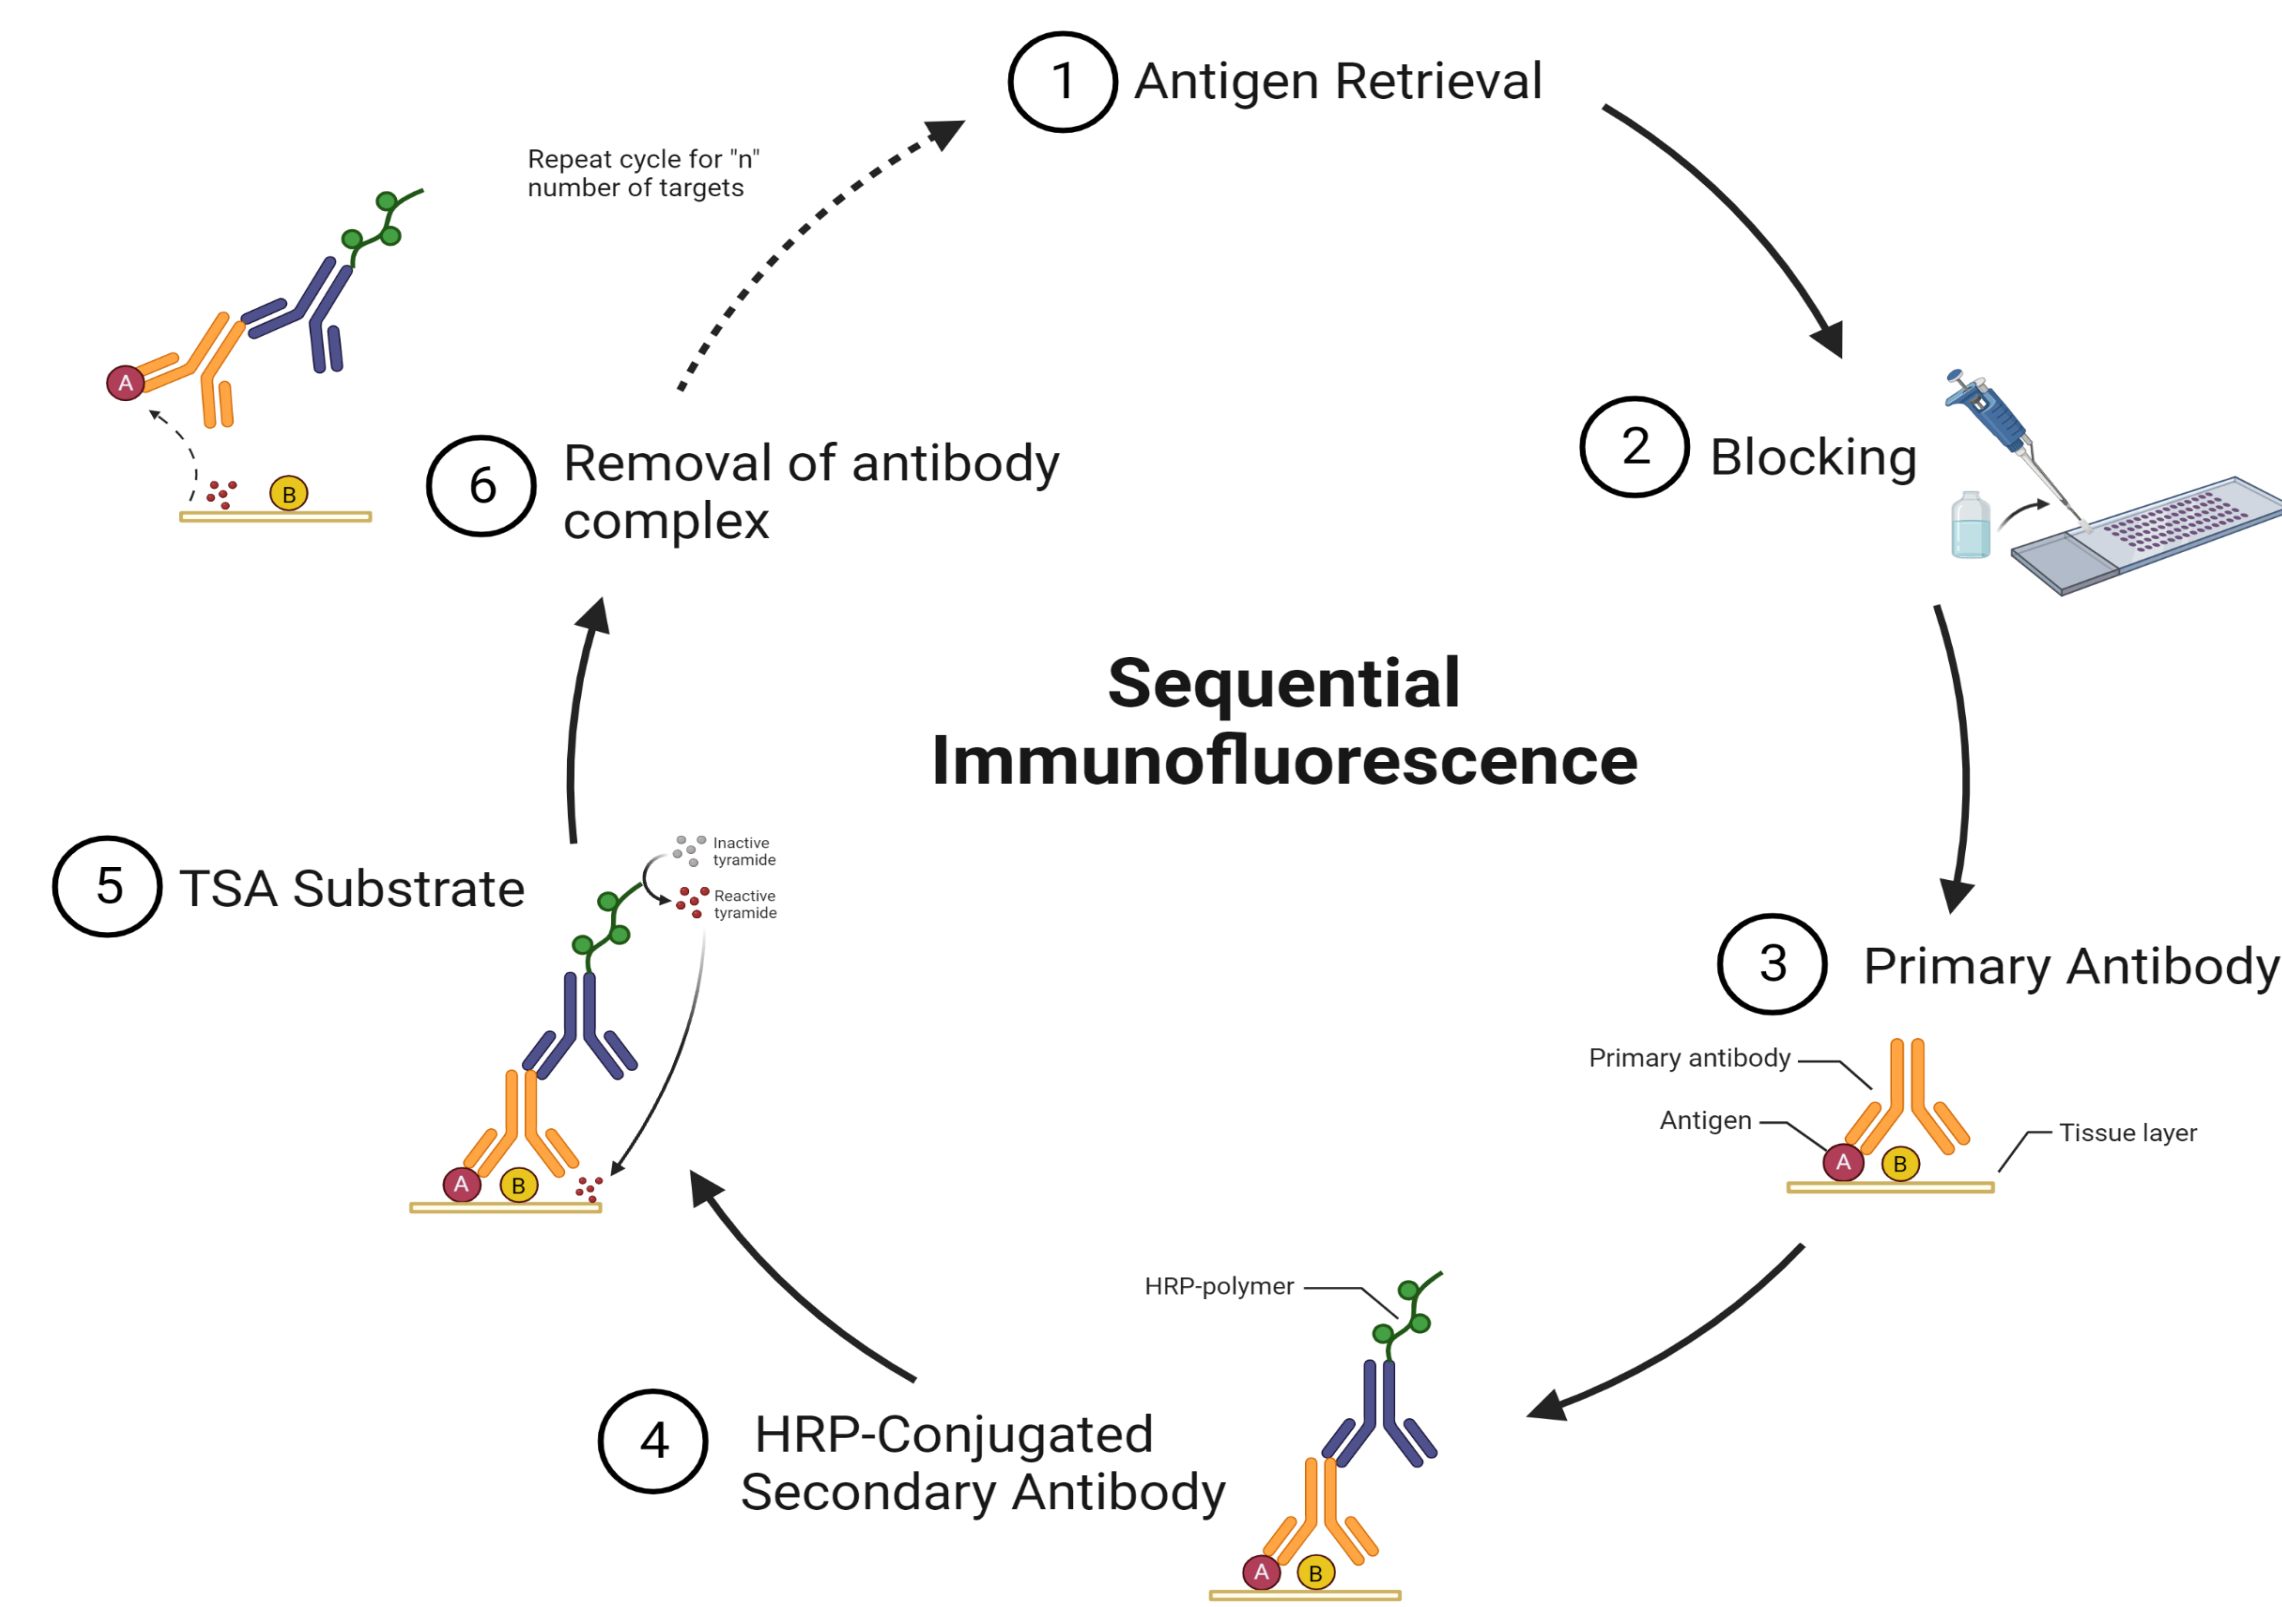 1 Antigen Retrieval
Repeat cycle for "n"
number of targets
2 Blocking
A
B
6 Removal of antibody
complex
Sequential
Immunofluorescence
5 TSA Substrate
Inactive
tyramide
Reactive
tyramide
A
B
3 Primary Antibody
Primary antibody
Antigen
Tissue layer
A
B
HRP-polymer
4 HRP-Conjugated
Secondary Antibody
A
B